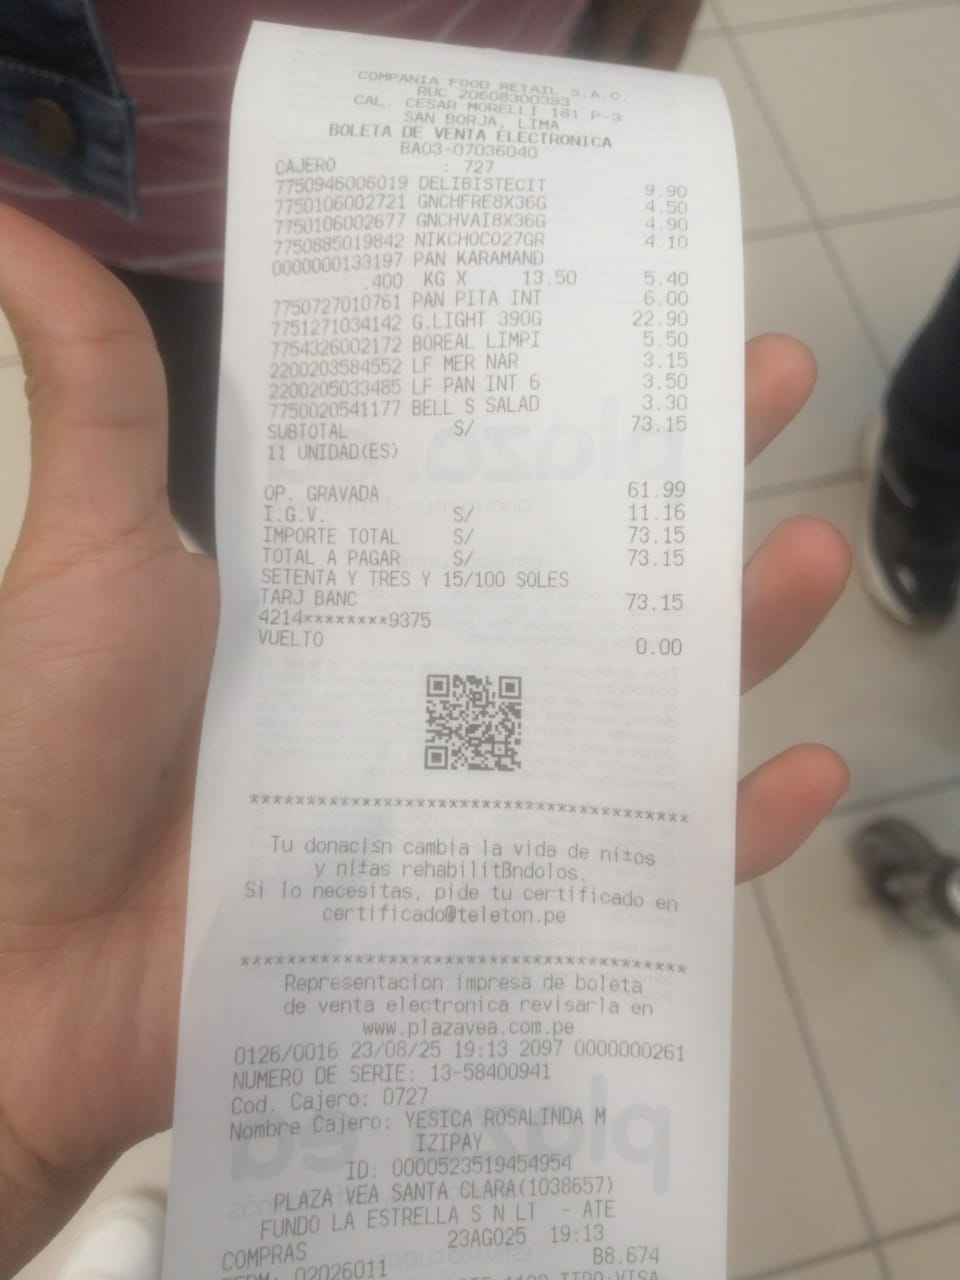 COMPANIA FOOD RETAIL S.A.C.
RUC 20608300393
CAL. CESAR MORELLI 181 P-3
SAN BORJA, LIMA
BOLETA DE VENTA ELECTRONICA
BA03-07036040
CAJERO : 727
7750946006019 DELIBISTECIT 9.90
7750106002721 GNCHFRE8X36G 4.50
7750106002677 GNCHVAI8X36G 4.90
7750885019842 NIKCHOCO27GR 4.10
0000000133197 PAN KARAMAND
.400 KG X 13.50 5.40
7750727010761 PAN PITA INT 6.00
7751271034142 G.LIGHT 390G 22.90
7754326002172 BOREAL LIMPI 5.50
2200203584552 LF MER NAR 3.15
2200205033485 LF PAN INT 6 3.50
7750020541177 BELL S SALAD 3.30
SUBTOTAL S/ 73.15
11 UNIDAD(ES)
OP. GRAVADA 61.99
I.G.V. S/ 11.16
IMPORTE TOTAL S/ 73.15
TOTAL A PAGAR S/ 73.15
SETENTA Y TRES Y 15/100 SOLES
TARJ BANC 73.15
4214********9375
VUELTO 0.00
****************************************
Tu donaciśn cambia la vida de ni±os
y ni±as rehabilitßndolos.
Si lo necesitas, pide tu certificado en
certificado@teleton.pe
****************************************
Representacion impresa de boleta
de venta electronica revisarla en
www.plazavea.com.pe
0126/0016 23/08/25 19:13 2097 0000000261
NUMERO DE SERIE: 13-58400941
Cod. Cajero: 0727
Nombre Cajero: YESICA ROSALINDA M
IZIPAY
ID: 0000523519454954
PLAZA VEA SANTA CLARA(1038657)
FUNDO LA ESTRELLA S N LT - ATE
23AGO25 19:13
COMPRAS B8.674
02026011